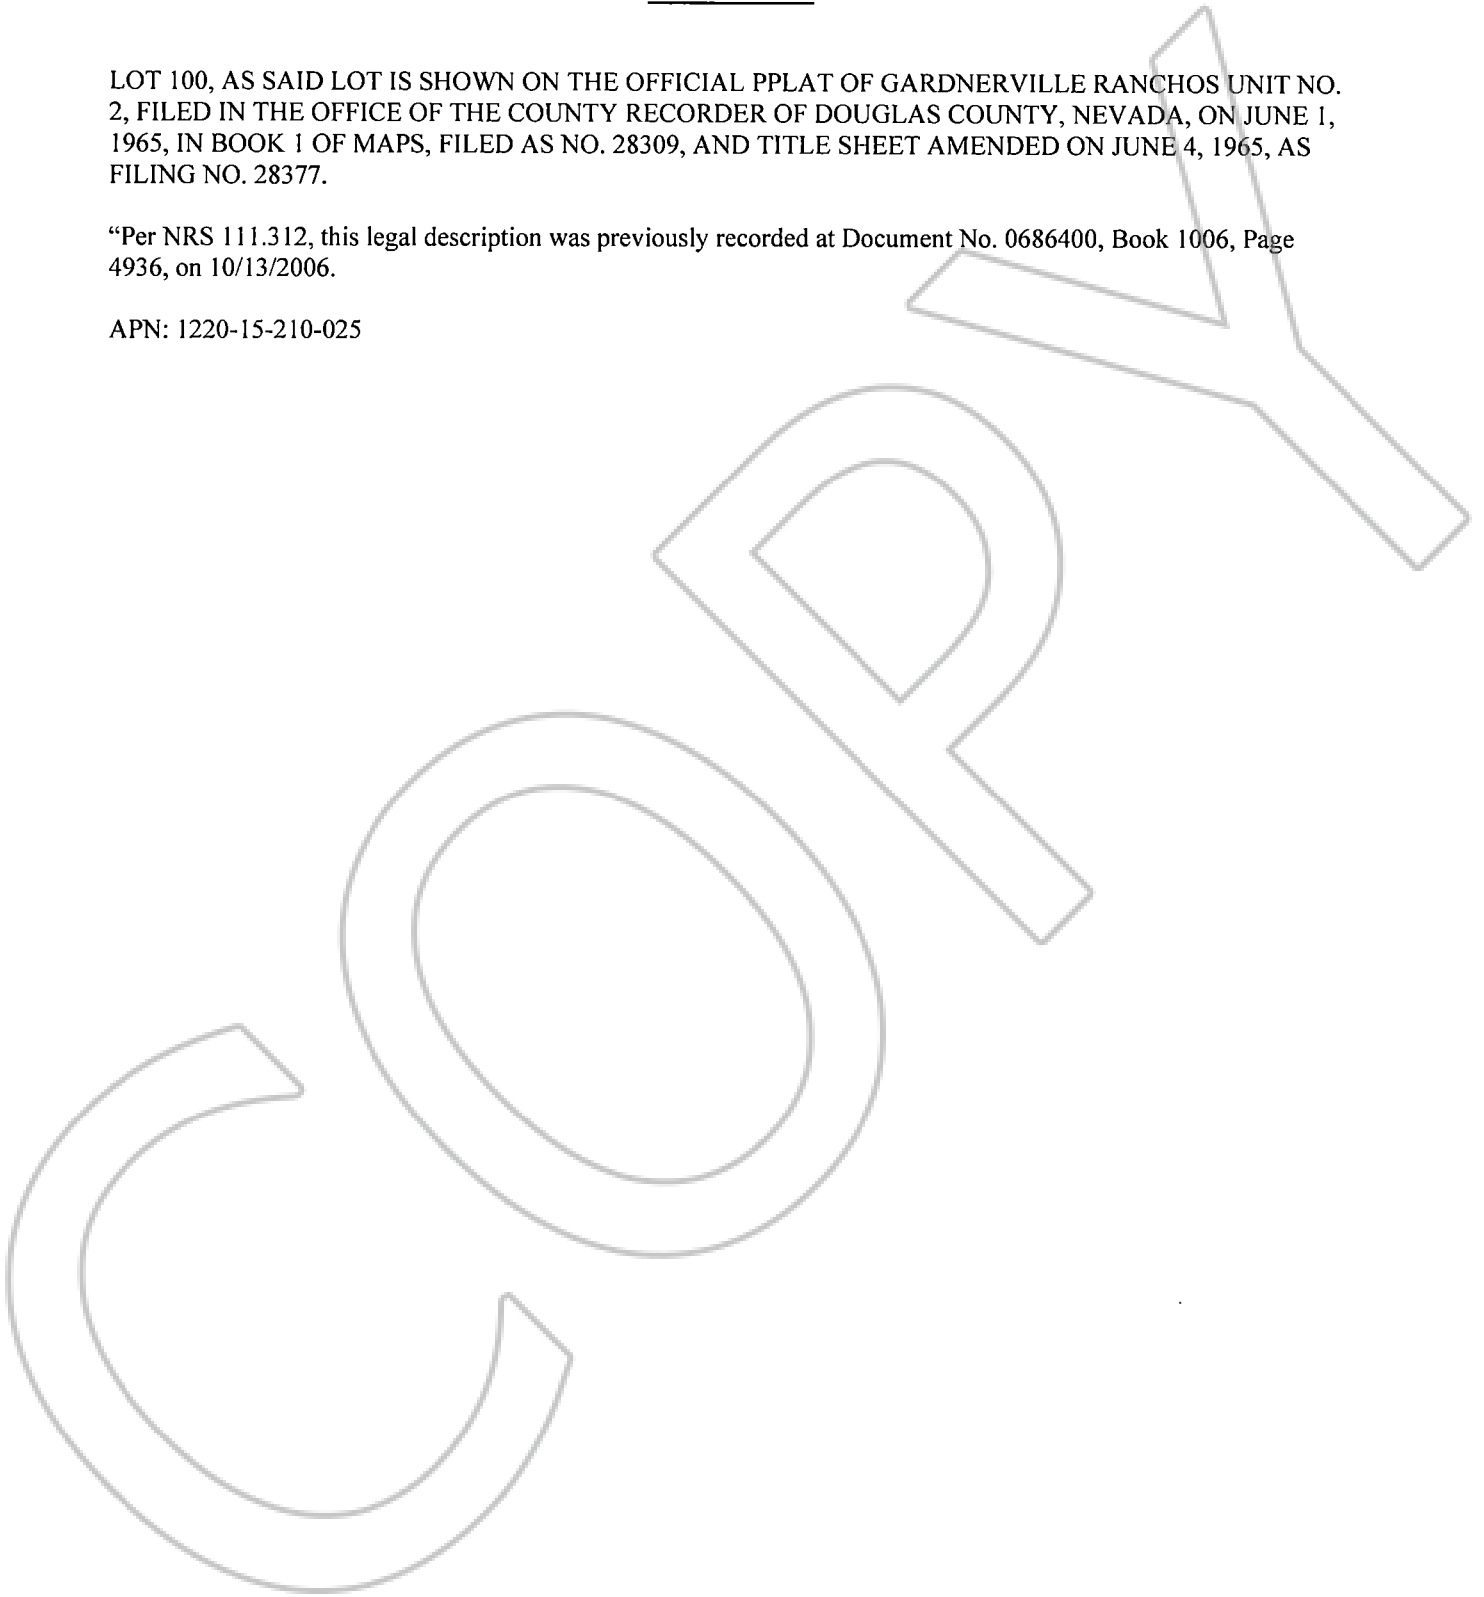 LOT 100, AS SAID LOT IS SHOWN ON THE OFFICIAL PPLAT OF GARDNERVILLE RANCHOS UNIT NO.
2, FILED IN THE OFFICE OF THE COUNTY RECORDER OF DOUGLAS COUNTY, NEVADA, ON JUNE 1,
1965, IN BOOK 1 OF MAPS, FILED AS NO. 28309, AND TITLE SHEET AMENDED ON JUNE 4, 1965, AS
FILING NO. 28377.
“Per NRS 111.312, this legal description was previously recorded at Document No. 0686400, Book 1006, Page
4936, on 10/13/2006.
APN: 1220-15-210-025
COPY